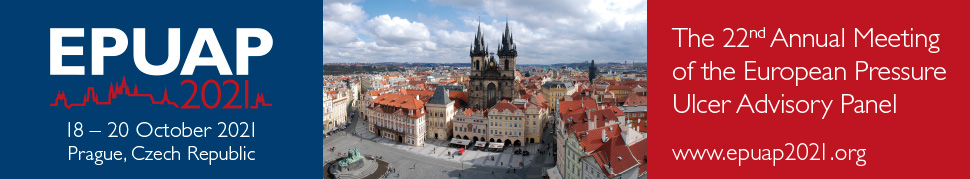 EPUAP
2021
18 – 20 October 2021
Prague, Czech Republic
The 22nd Annual Meeting
of the European Pressure
Ulcer Advisory Panel
www.epuap2021.org